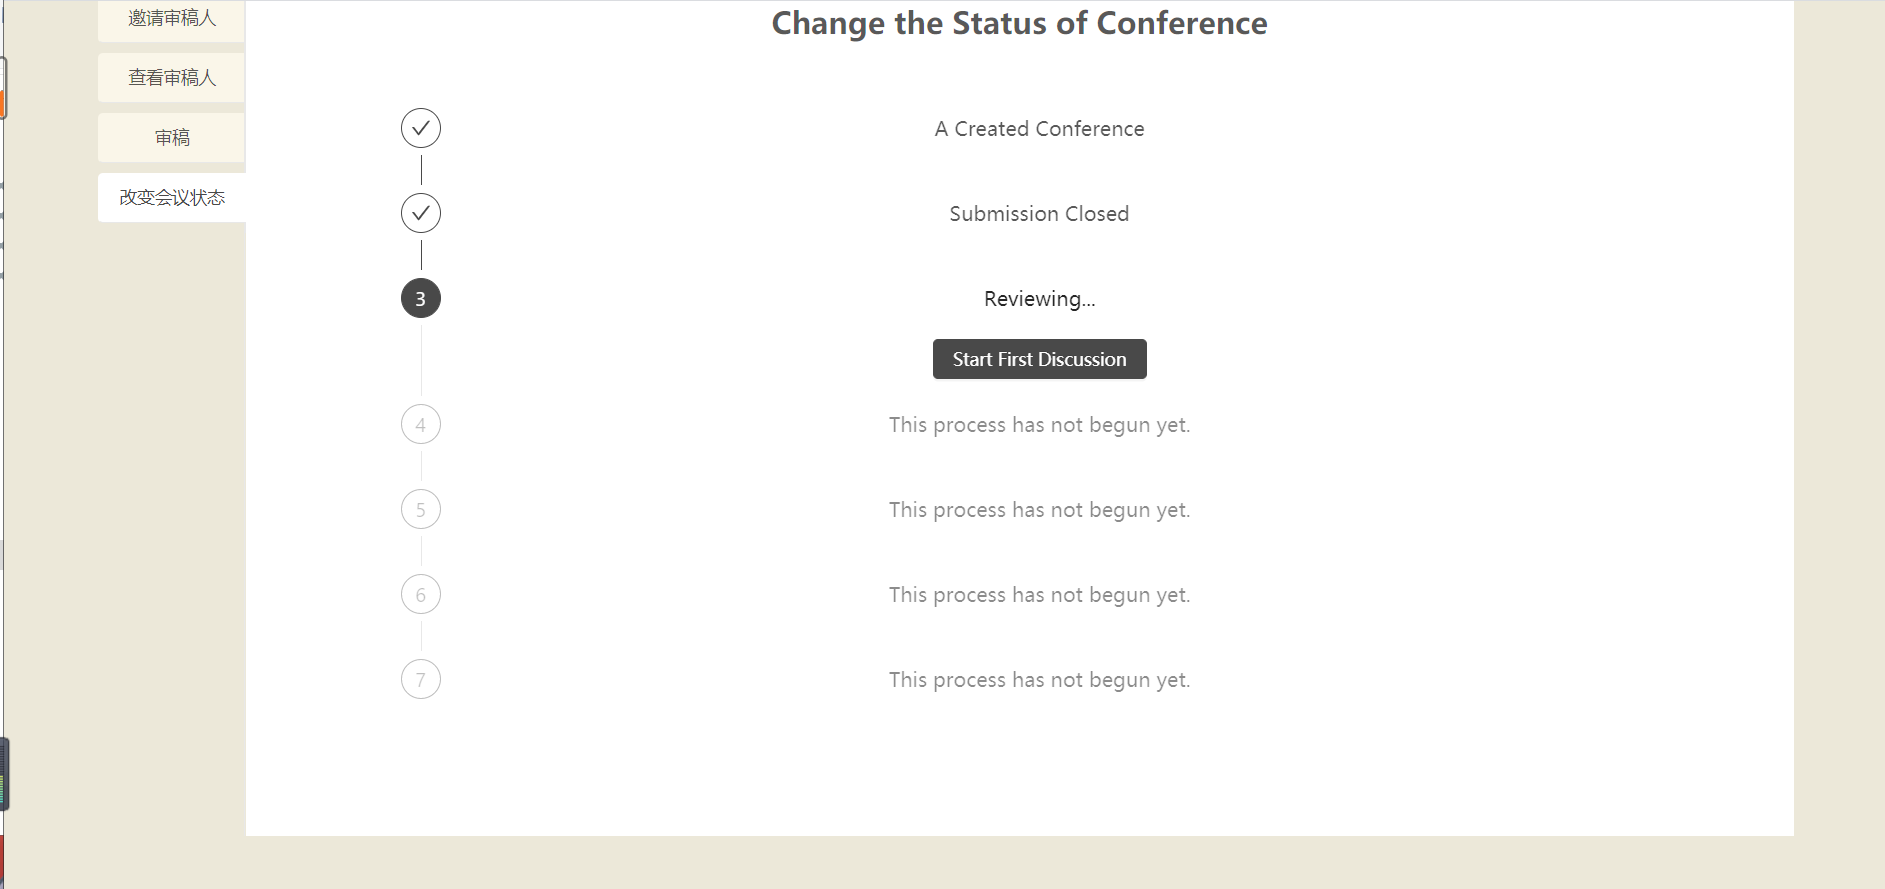 邀请审稿人
查看审稿人
审稿
改变会议状态
Change the Status of Conference
A Created Conference
Submission Closed
3
Reviewing...
Start First Discussion
4
This process has not begun yet.
5
This process has not begun yet.
6
This process has not begun yet.
7
This process has not begun yet.